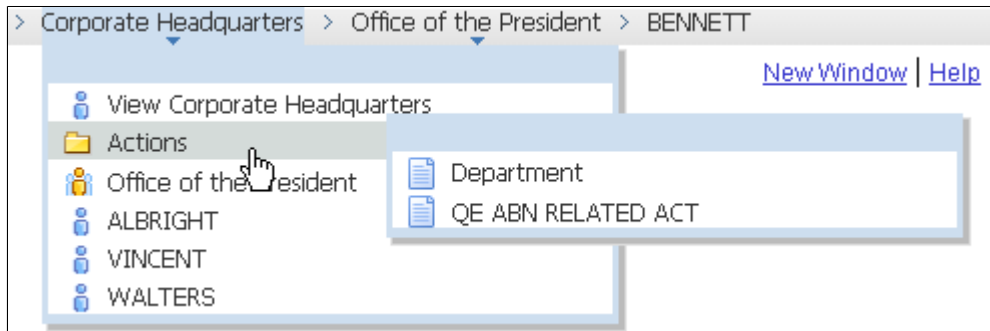 > Corporate Headquarters > Office of the President > BENNETT
New Window | Help
View Corporate Headquarters
Actions
Office of the President
ALBRIGHT
VINCENT
WALTERS
Department
QE ABN RELATED ACT